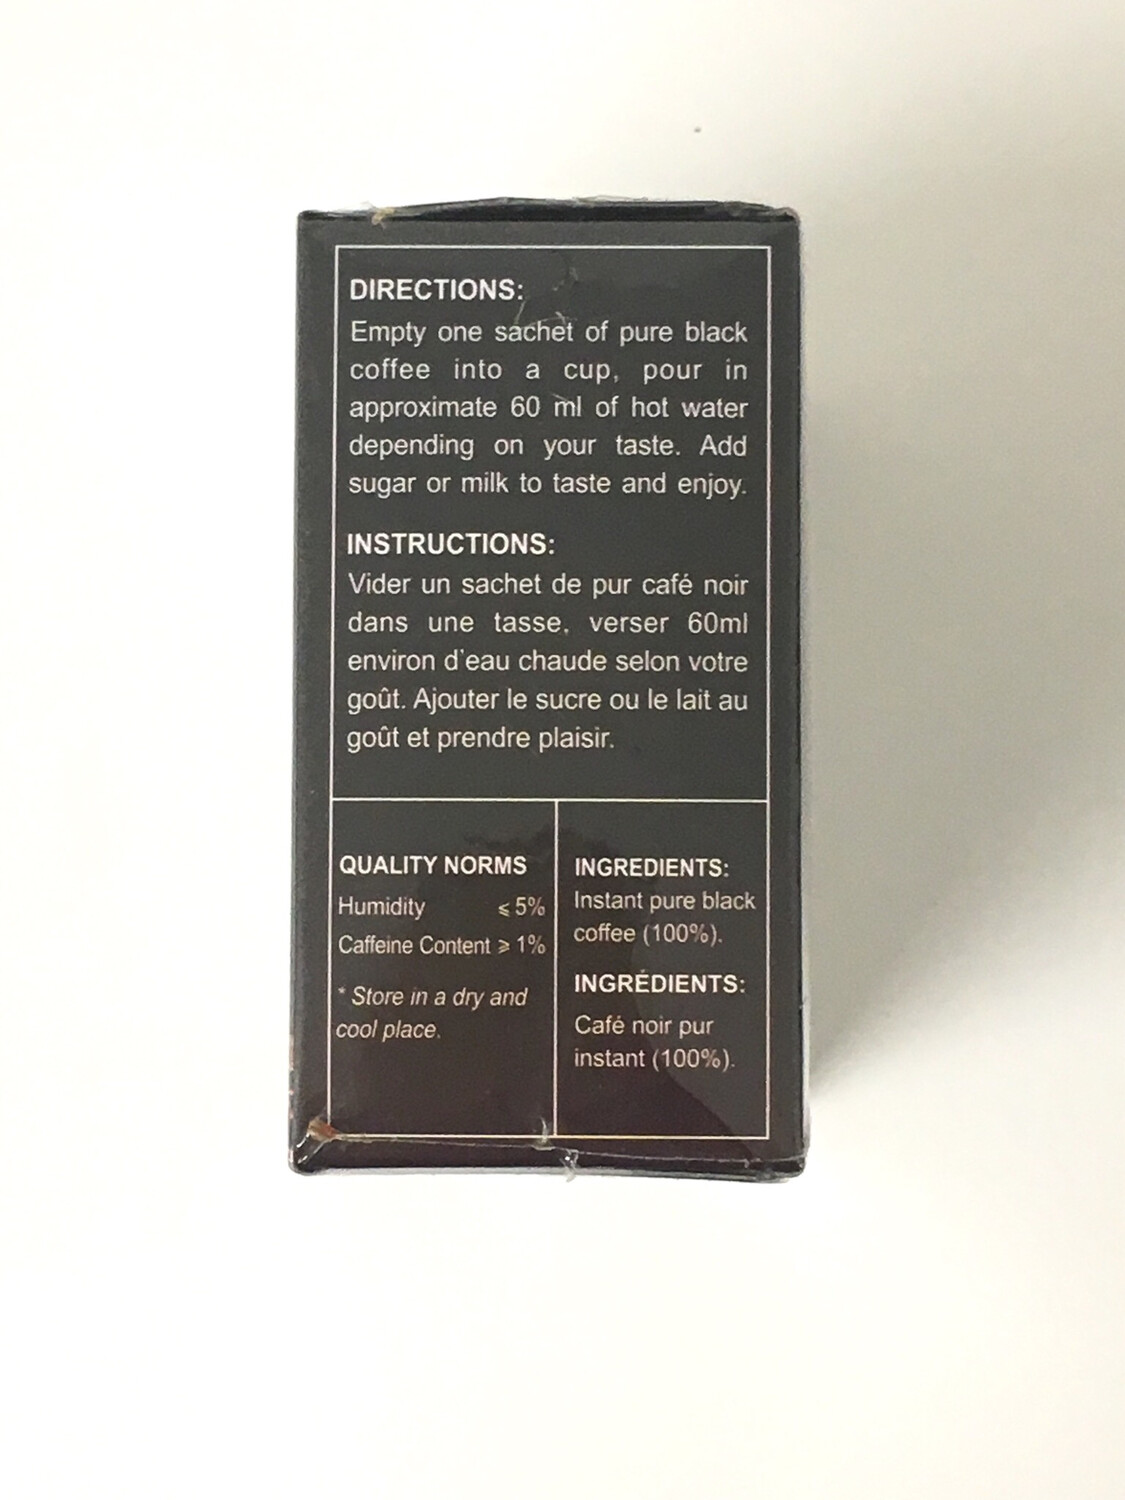 DIRECTIONS:
Empty one sachet of pure black
coffee into a cup, pour in
approximate 60 ml of hot water
depending on your taste. Add
sugar or milk to taste and enjoy.
INSTRUCTIONS:
Vider un sachet de pur café noir
dans une tasse, verser 60ml
environ d'eau chaude selon votre
goût. Ajouter le sucre ou le lait au
goût et prendre plaisir.
QUALITY NORMS
Humidity ⩽ 5%
Caffeine Content ⩾ 1%
* Store in a dry and
cool place.
INGREDIENTS:
Instant pure black
coffee (100%).
INGRÉDIENTS:
Café noir pur
instant (100%).